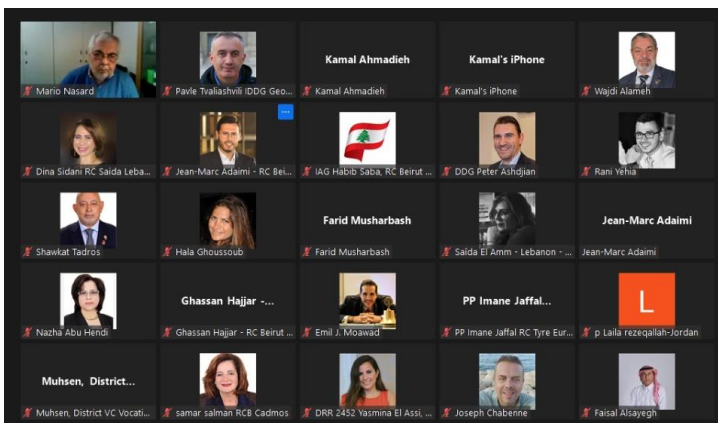 Kamal Ahmadieh
Kamal's iPhone
Mario Nasard
Pavle Tvaliashvili IDDG Geo...
Kamal Ahmadieh
Kamal's iPhone
Wajdi Alameh
Dina Sidani RC Saida Leba...
Jean-Marc Adaimi - RC Bei...
IAG Habib Saba, RC Beirut ...
DDG Peter Ashdjian
Rani Yehia
Farid Musharbash
Jean-Marc Adaimi
Shawkat Tadros
Hala Ghoussoub
Farid Musharbash
Saída El Amm - Lebanon - ...
Jean-Marc Adaimi
Ghassan Hajjar -...
PP Imane Jaffal...
L
Nazha Abu Hendi
Ghassan Hajjar - RC Beirut ...
Emil J. Moawad
PP Imane Jaffal RC Tyre Eur...
p Laila rezeqallah-Jordan
Muhsen, District...
Muhsen, District VC Vocati...
samar salman RCB Cadmos
DRR 2452 Yasmina El Assi, ...
Joseph Chabenne
Faisal Alsayegh